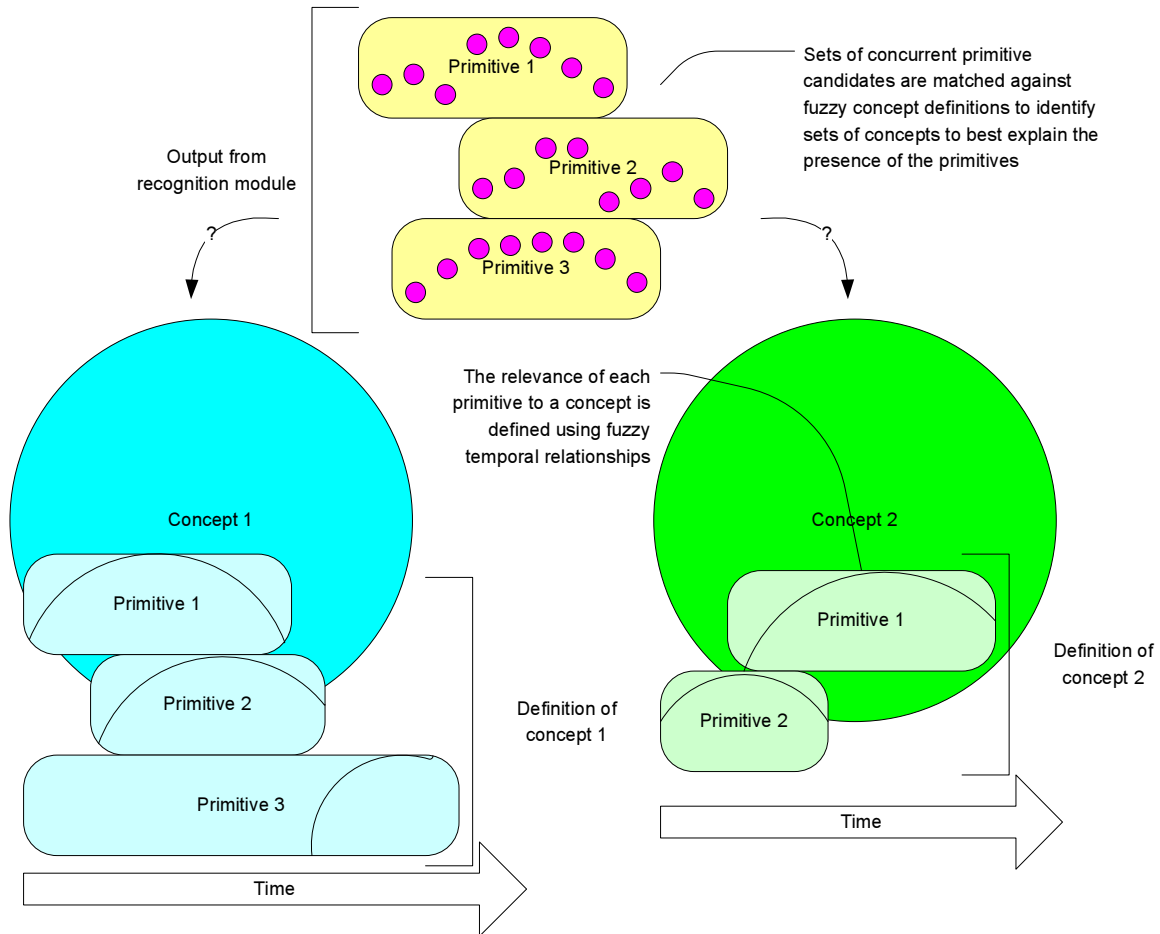 Primitive 1
Sets of concurrent primitive
candidates are matched against
fuzzy concept definitions to identify
sets of concepts to best explain the
presence of the primitives
Output from
recognition module
Primitive 2
?
?
Primitive 3
The relevance of each
primitive to a concept is
defined using fuzzy
temporal relationships
Concept 1
Primitive 1
Primitive 2
Primitive 3
Definition of
concept 1
Time
Concept 2
Primitive 1
Primitive 2
Definition of
concept 2
Time